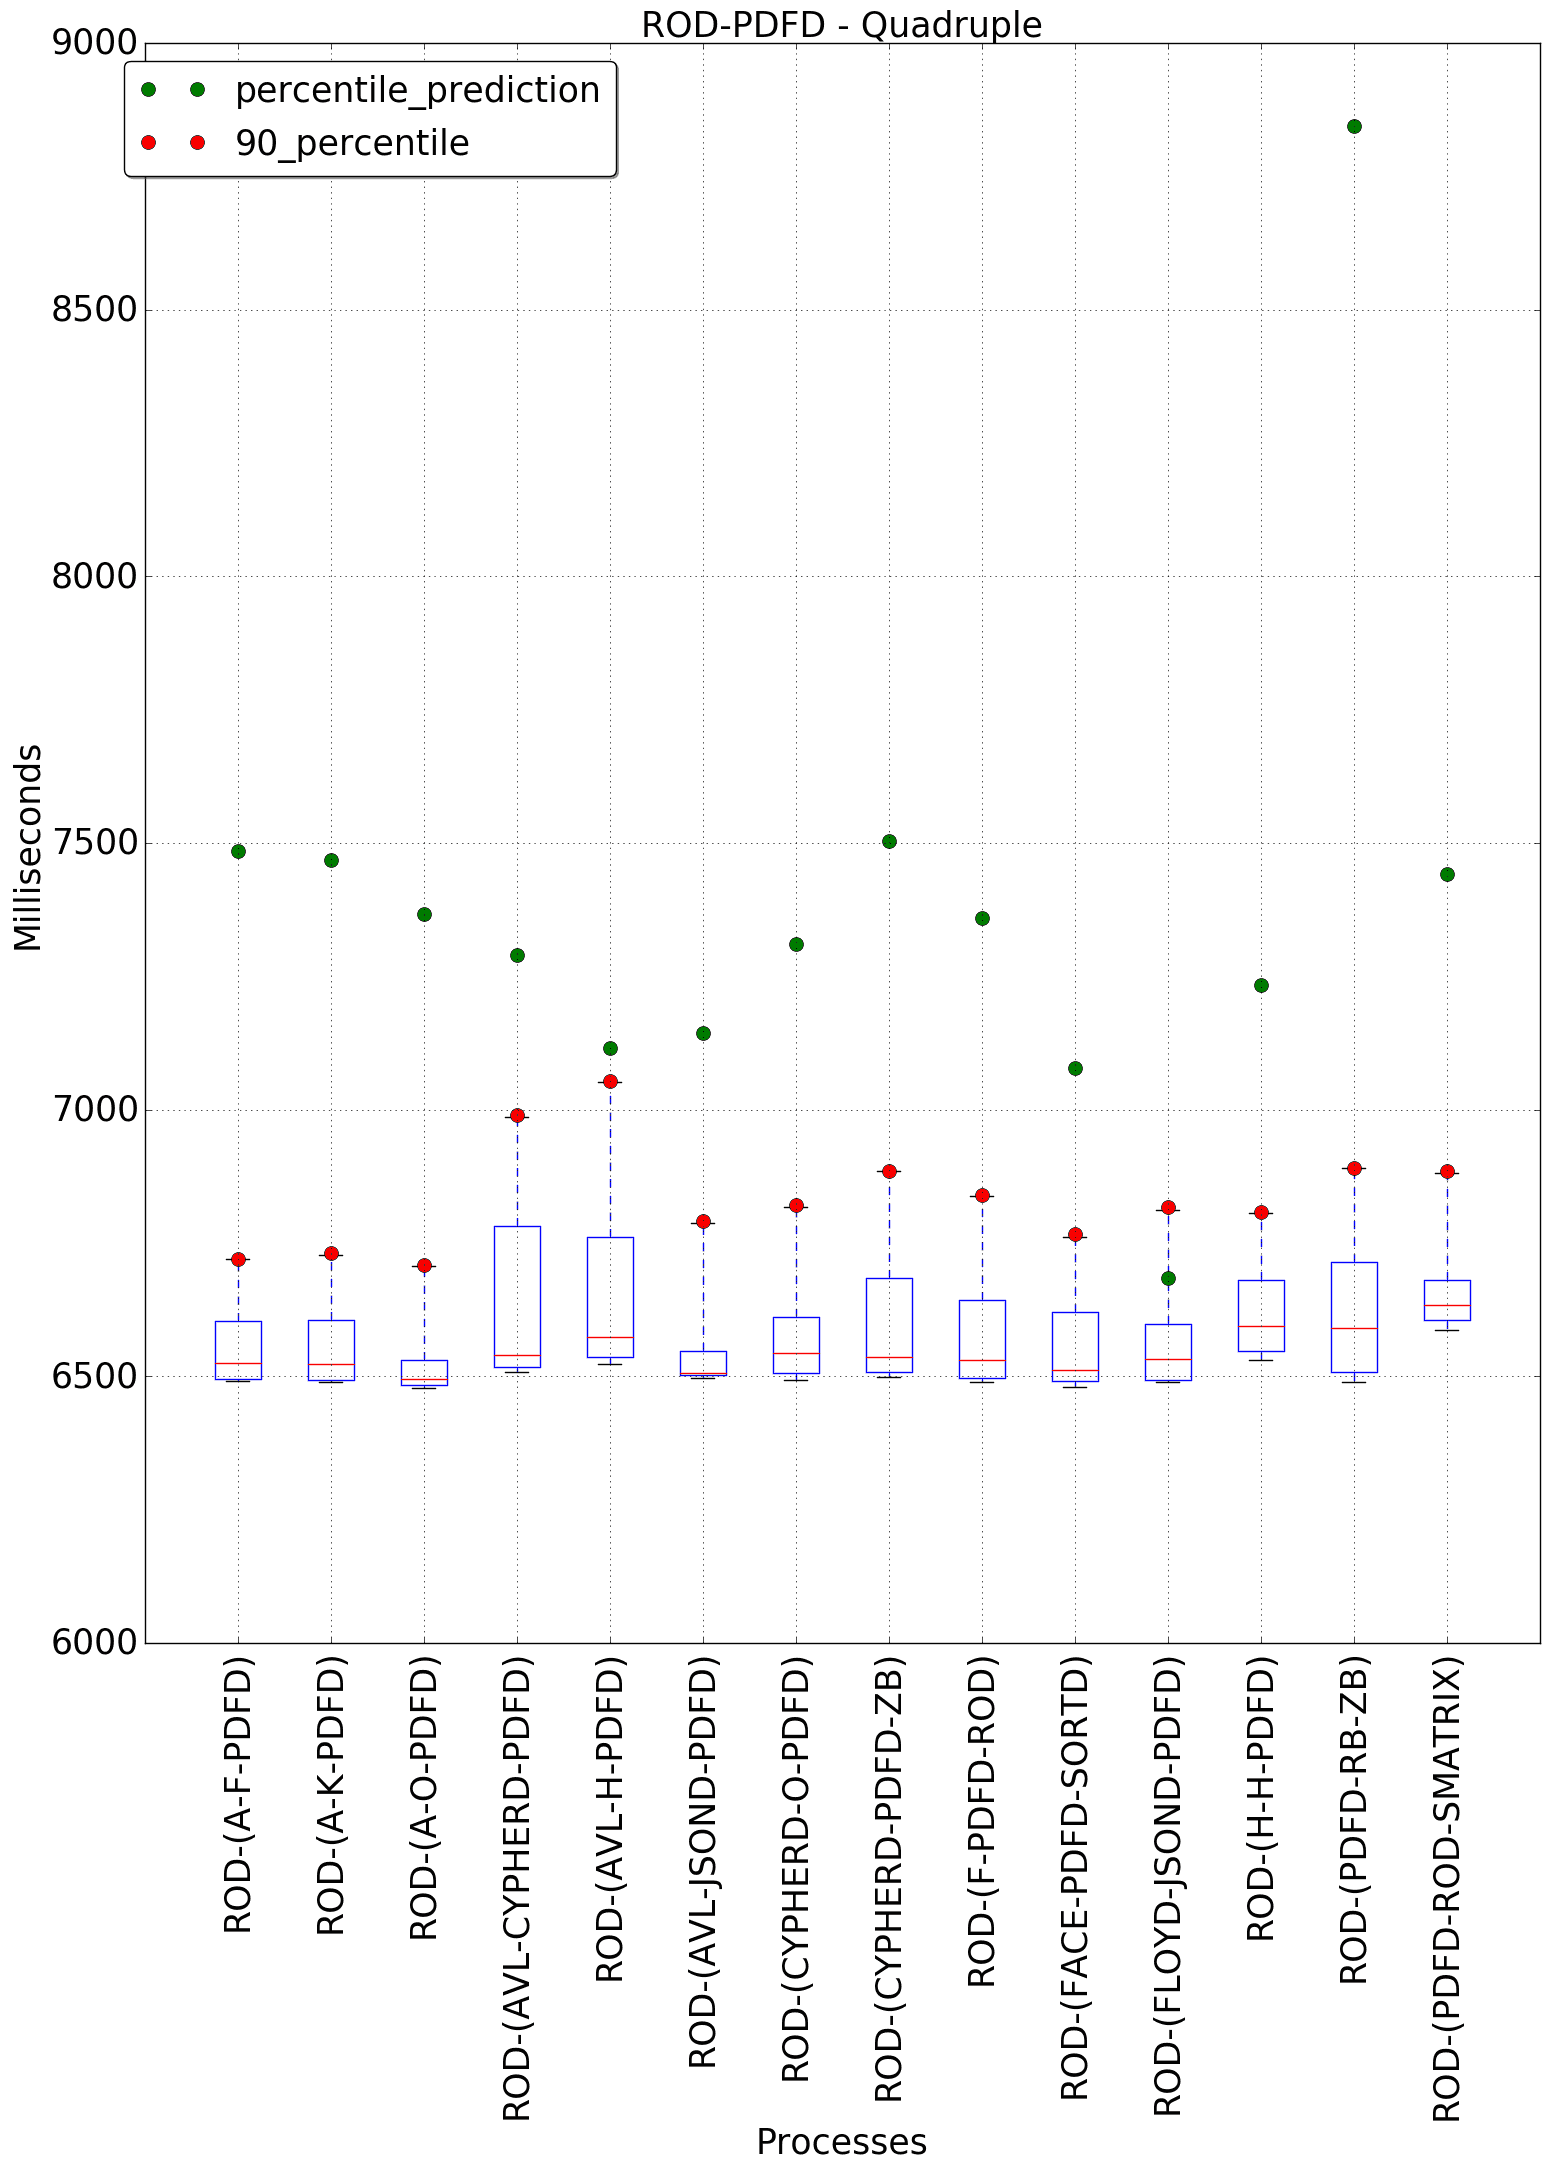 ROD-PDFD - Quadruple
9000
8500
8000
7500
7000
6500
6000
percentile_prediction
90_percentile
Milliseconds
ROD-(A-F-PDFD)
ROD-(A-K-PDFD)
ROD-(A-O-PDFD)
ROD-(AVL-CYPHERD-PDFD)
ROD-(AVL-H-PDFD)
ROD-(AVL-JSOND-PDFD)
ROD-(CYPHERD-O-PDFD)
ROD-(CYPHERD-PDFD-ZB)
ROD-(F-PDFD-ROD)
ROD-(FACE-PDFD-SORTD)
ROD-(FLOYD-JSOND-PDFD)
ROD-(H-H-PDFD)
ROD-(PDFD-RB-ZB)
ROD-(PDFD-ROD-SMATRIX)
Processes